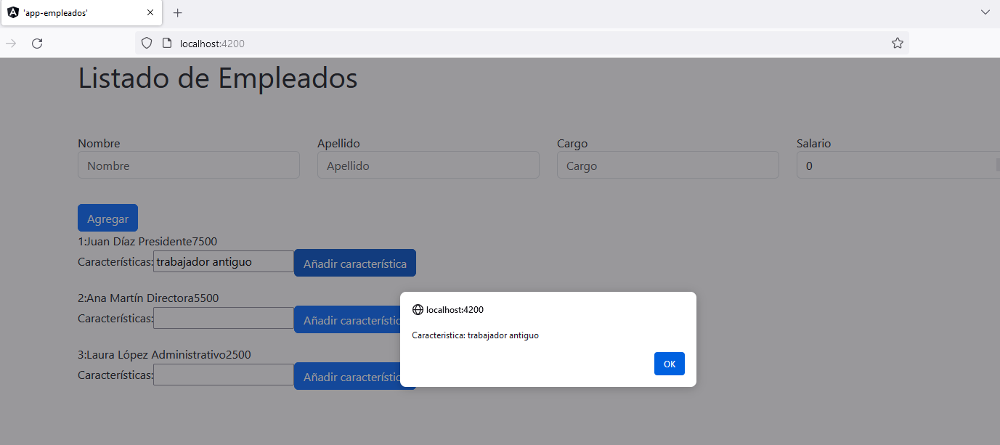 'app-empleados'
localhost:4200
Listado de Empleados
Nombre Apellido Cargo Salario
Nombre Apellido Cargo 0
Agregar
1:Juan Díaz Presidente7500
Características: trabajador antiguo Añadir característica
2:Ana Martín Directora5500
Características: Añadir característic
3:Laura López Administrativo2500
Características: Añadir característic
localhost:4200
Caracteristica: trabajador antiguo
OK